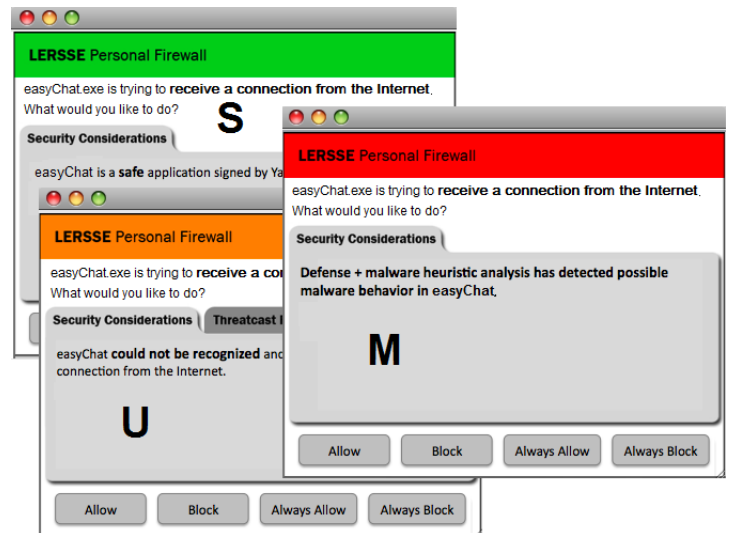 LERSSE Personal Firewall
easyChat.exe is trying to receive a connection from the Internet.
What would you like to do?
S
Security Considerations
easyChat is a safe application signed by
LERSSE Personal Firewall
easyChat.exe is trying to receive a
What would you like to do?
Security Considerations
Threatcast
easyChat could not be recognized and
connection from the Internet.
U
Allow
Block
Always Allow
Always Block
LERSSE Personal Firewall
easyChat.exe is trying to receive a connection from the Internet.
What would you like to do?
Security Considerations
Defense + malware heuristic analysis has detected possible
malware behavior in easyChat.
M
Allow
Block
Always Allow
Always Block